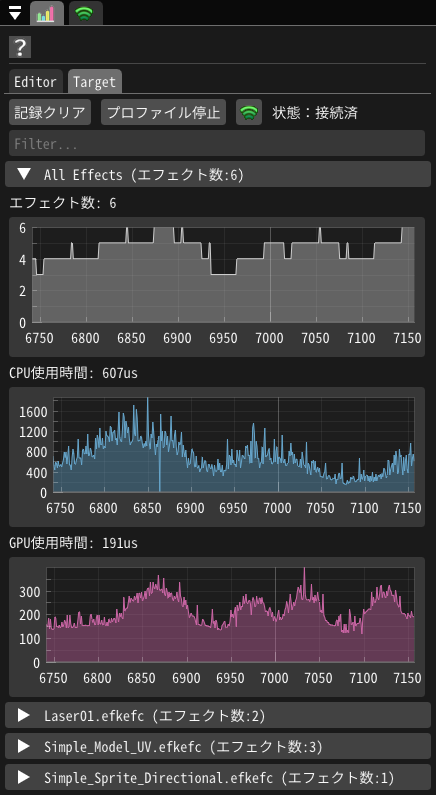 ?
Editor Target
記録クリア プロファイル停止 状態：接続済
Filter...
All Effects (エフェクト数:6)
エフェクト数: 6
6
4
2
0
6750 6800 6850 6900 6950 7000 7050 7100 7150
CPU使用時間: 607us
1600
1200
800
400
0
6750 6800 6850 6900 6950 7000 7050 7100 7150
GPU使用時間: 191us
300
200
100
0
6750 6800 6850 6900 6950 7000 7050 7100 7150
Laser01.efkefc (エフェクト数:2)
Simple_Model_UV.efkefc (エフェクト数:3)
Simple_Sprite_Directional.efkefc (エフェクト数:1)